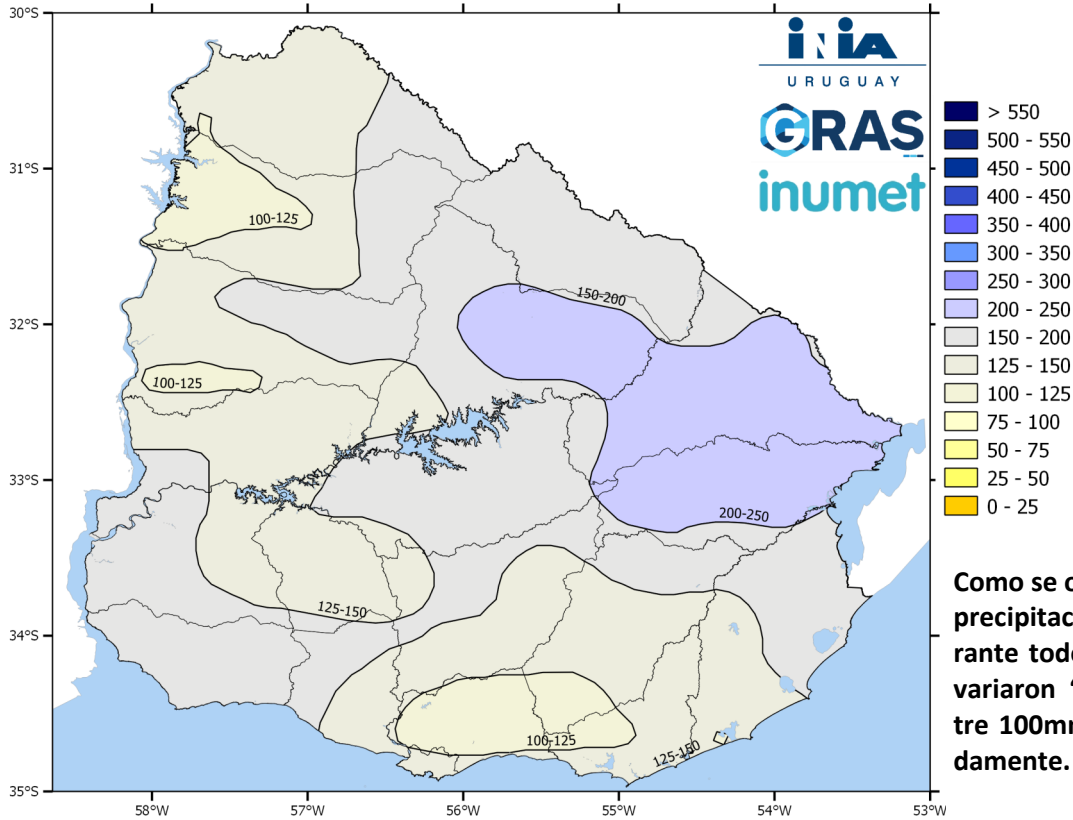 30°S
31°S
32°S
33°S
34°S
35°S
58°W
57°W
56°W
55°W
54°W
53°W
100-125
150-200
100-125
200-250
125-150
100-125
125-150
INIA
URUGUAY
GRAS
inumet
> 550
500 - 550
450 - 500
400 - 450
350 - 400
300 - 350
250 - 300
200 - 250
150 - 200
125 - 150
100 - 125
75 - 100
50 - 75
25 - 50
0 - 25
Como se
precipitac
rante tod
variaron
tre 100m
damente.